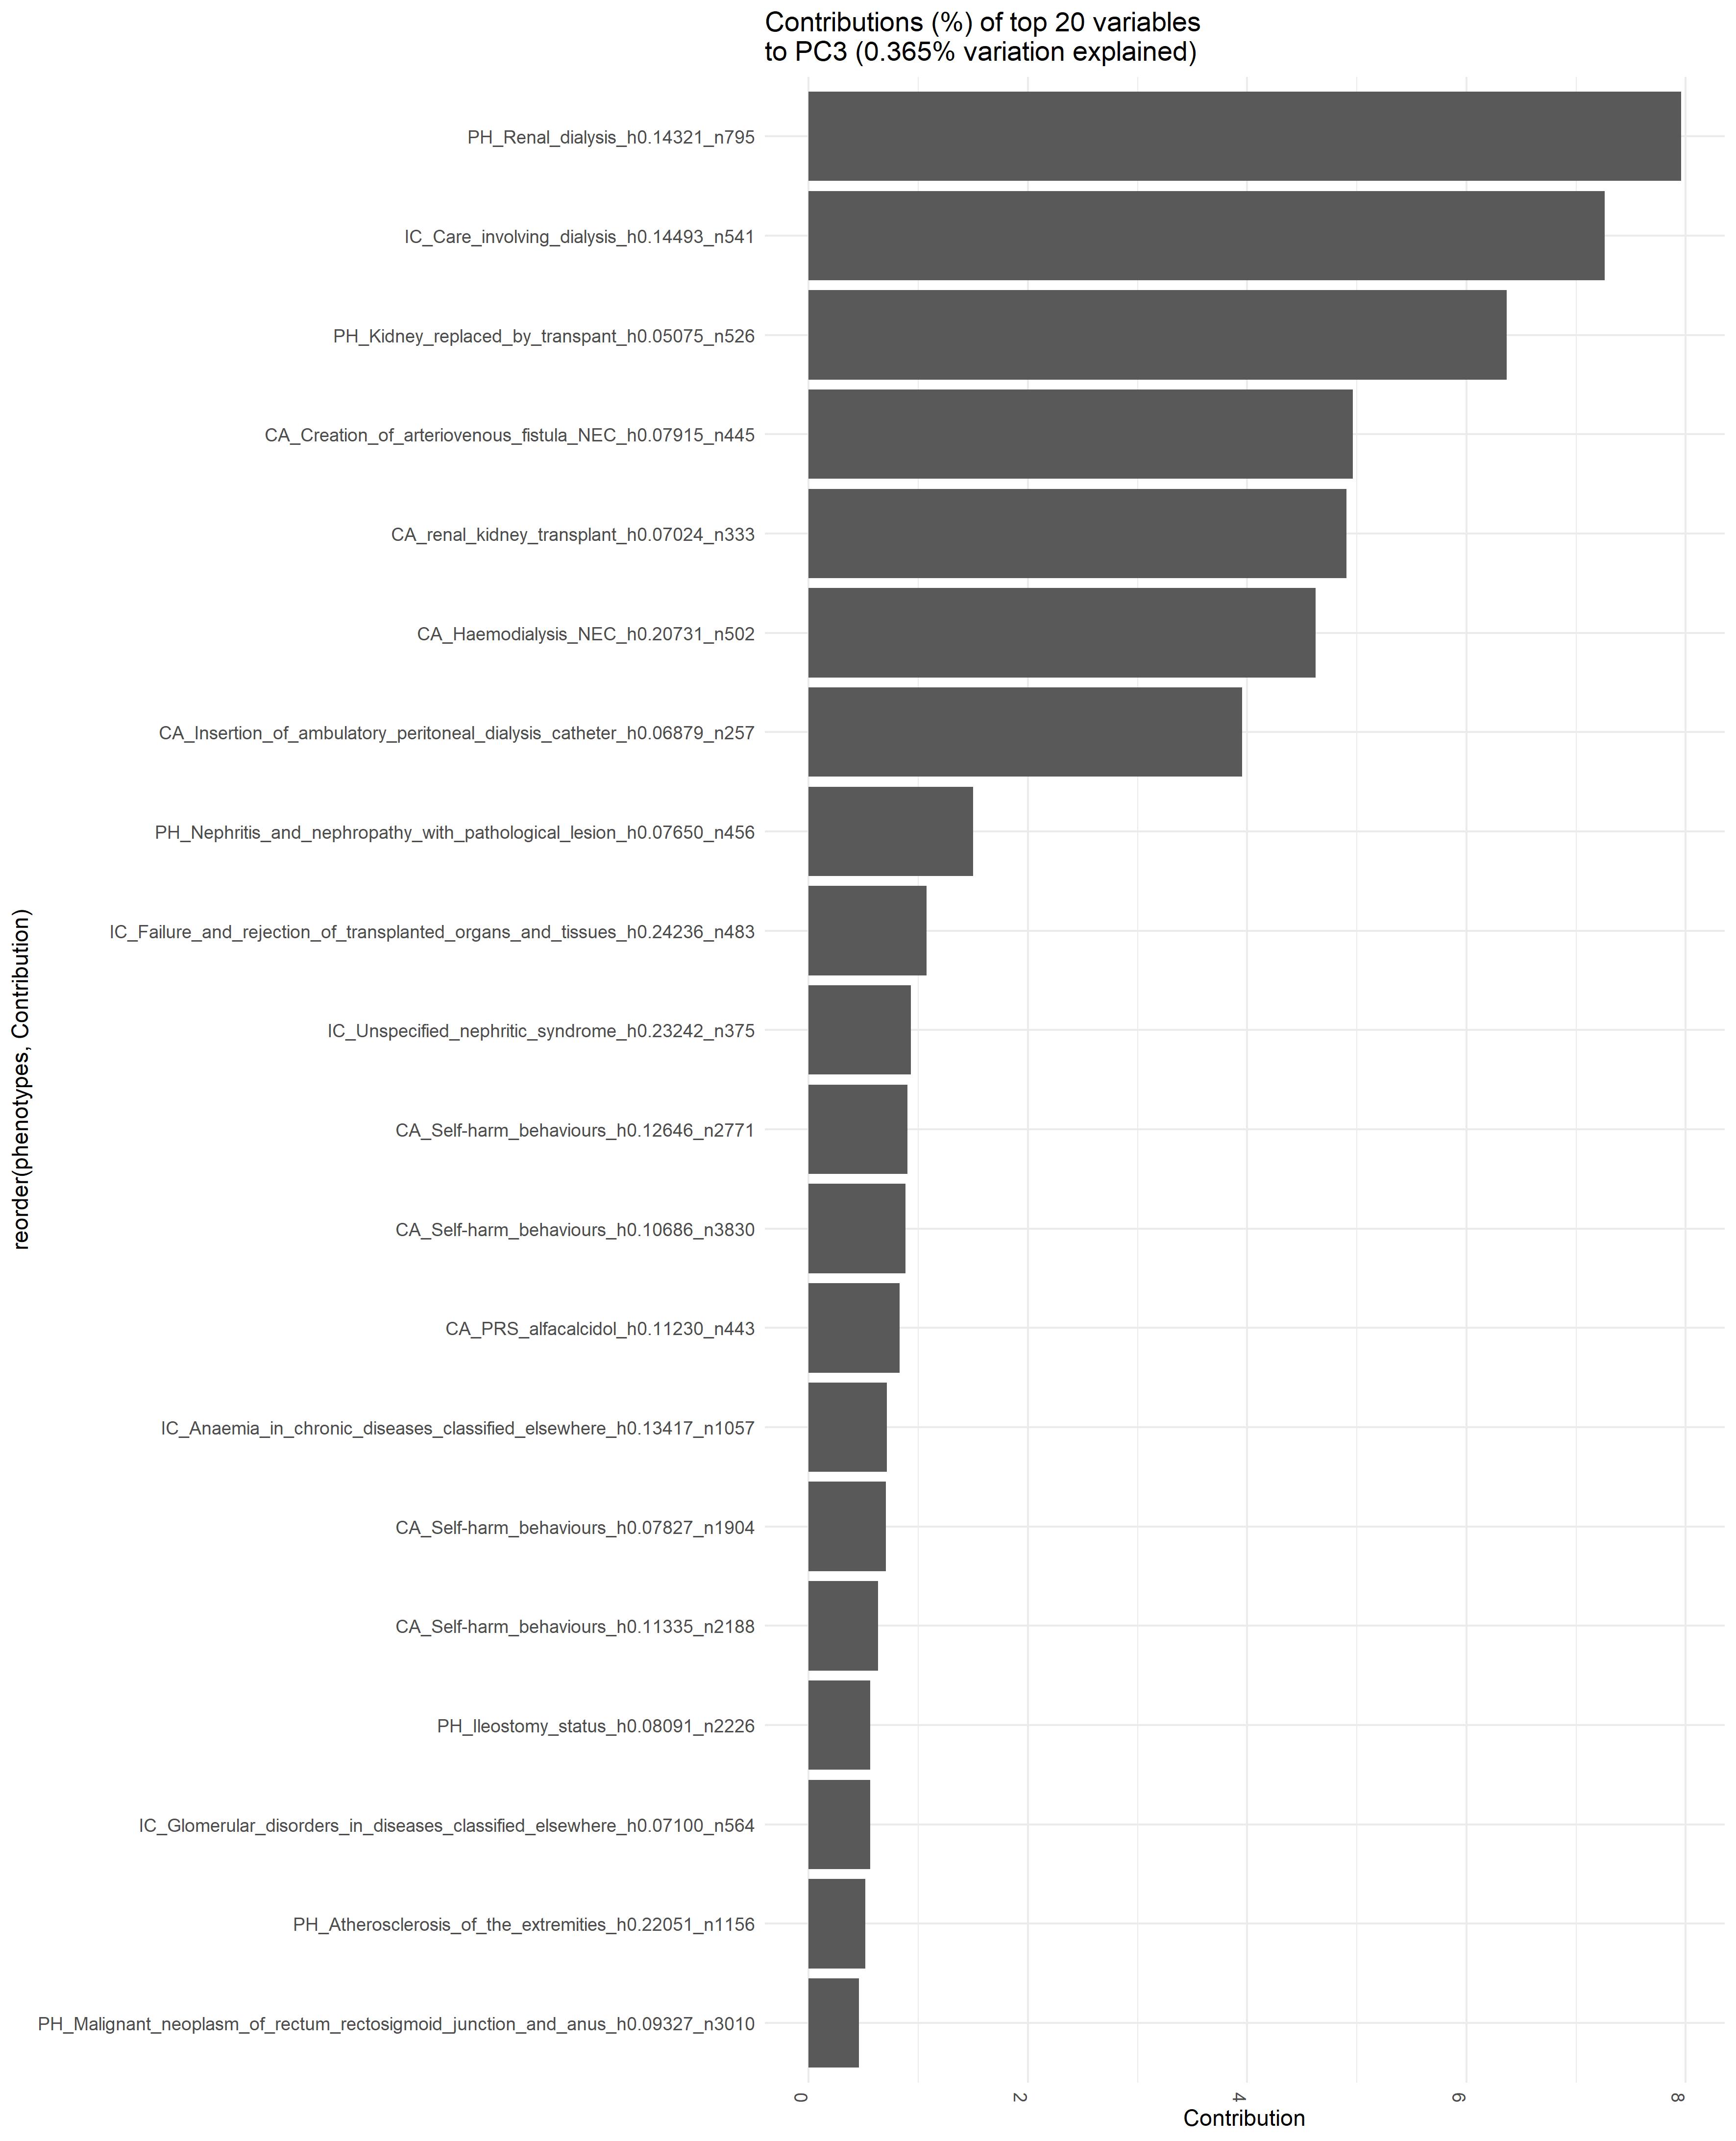 Contributions (%) of top 20 variables
to PC3 (0.365% variation explained)
PH_Renal_dialysis_h0.14321_n795
IC_Care_involving_dialysis_h0.14493_n541
PH_Kidney_replaced_by_transpant_h0.05075_n526
CA_Creation_of_arteriovenous_fistula_NEC_h0.07915_n445
CA_renal_kidney_transplant_h0.07024_n333
CA_Haemodialysis_NEC_h0.20731_n502
CA_Insertion_of_ambulatory_peritoneal_dialysis_catheter_h0.06879_n257
PH_Nephritis_and_nephropathy_with_pathological_lesion_h0.07650_n456
IC_Failure_and_rejection_of_transplanted_organs_and_tissues_h0.24236_n483
IC_Unspecified_nephritic_syndrome_h0.23242_n375
CA_Self-harm_behaviours_h0.12646_n2771
CA_Self-harm_behaviours_h0.10686_n3830
CA_PRS_alfacalcidol_h0.11230_n443
IC_Anaemia_in_chronic_diseases_classified_elsewhere_h0.13417_n1057
CA_Self-harm_behaviours_h0.07827_n1904
CA_Self-harm_behaviours_h0.11335_n2188
PH_Ileostomy_status_h0.08091_n2226
IC_Glomerular_disorders_in_diseases_classified_elsewhere_h0.07100_n564
PH_Atherosclerosis_of_the_extremities_h0.22051_n1156
PH_Malignant_neoplasm_of_rectum_rectosigmoid_junction_and_anus_h0.09327_n3010
reorder(phenotypes, Contribution)
0 2 4 6 8
Contribution